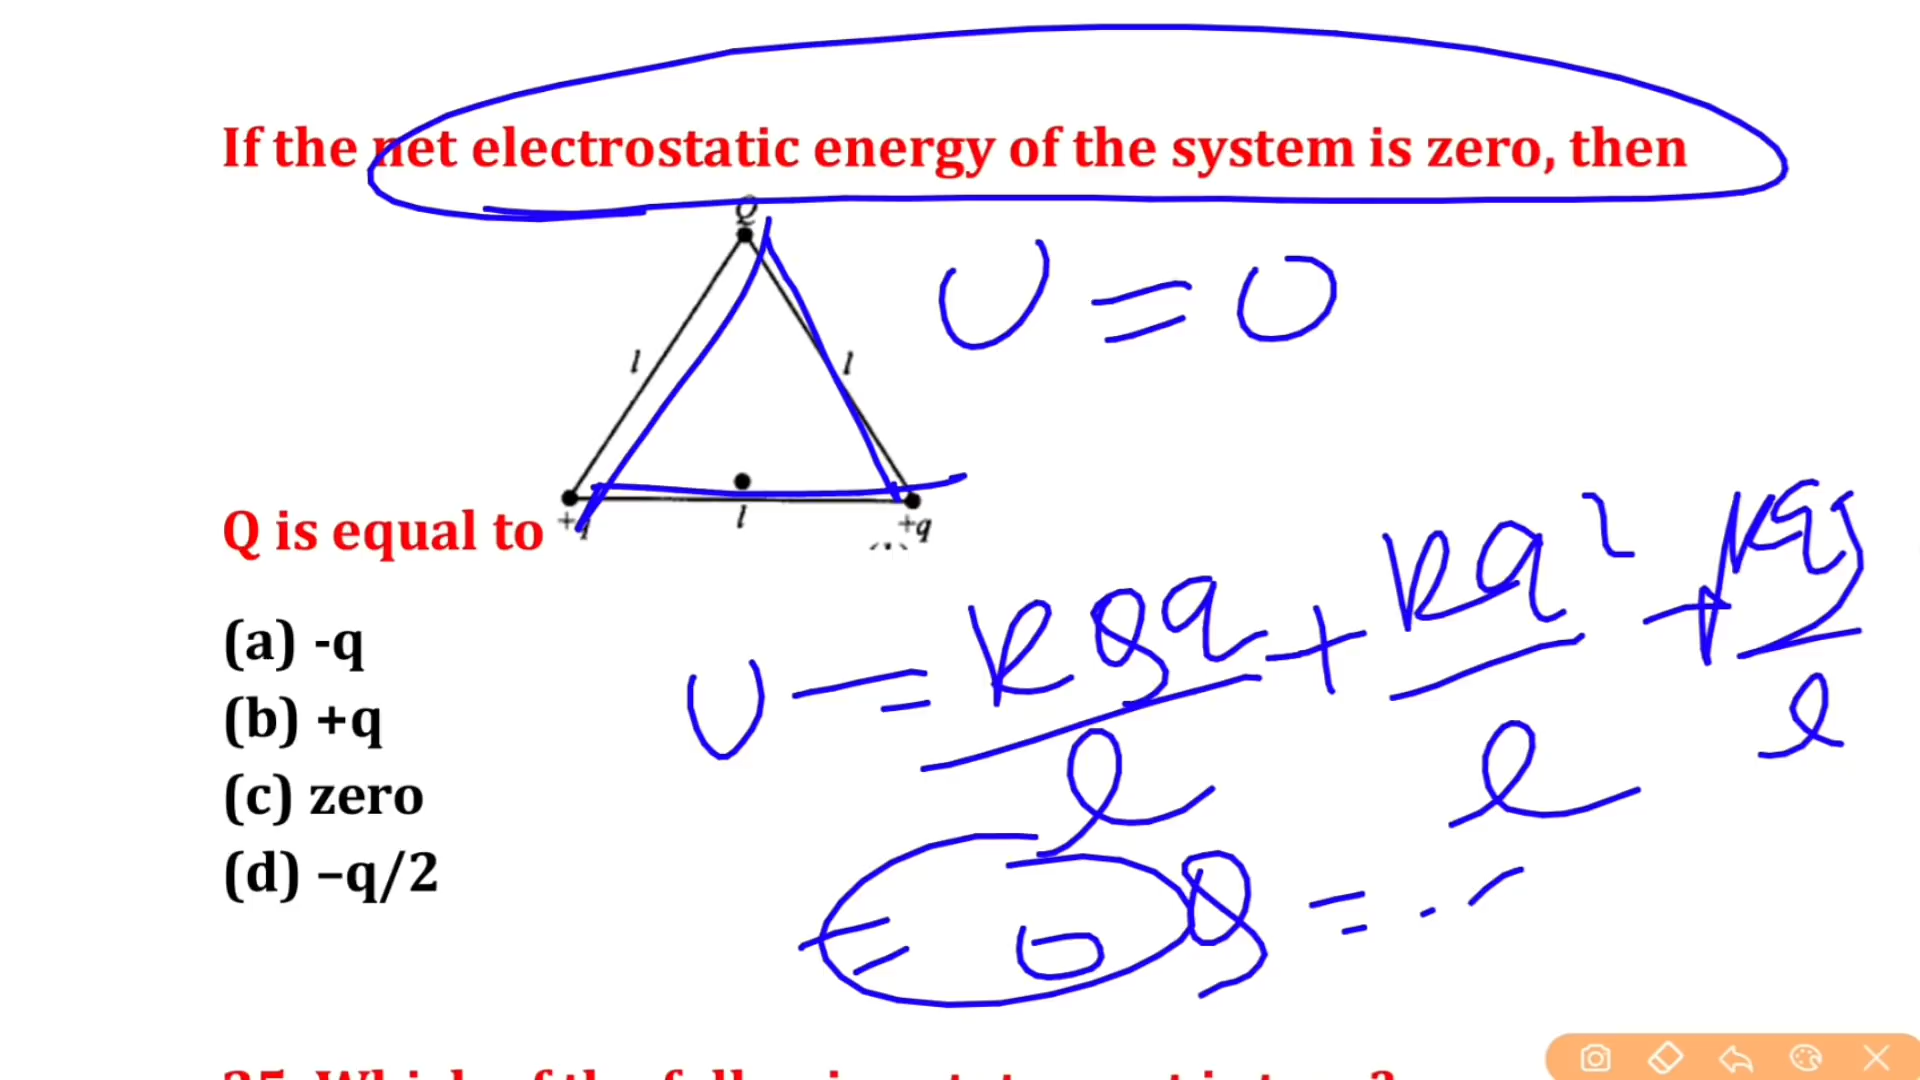 If the net electrostatic energy of the system is zero, then
Q
U = 0
l l
l
Q is equal to +q +q
(a) -q
(b) +q
(c) zero
(d) –q/2
U = kQq/l + kq²/l + kQq/l
= 0 Q = . -